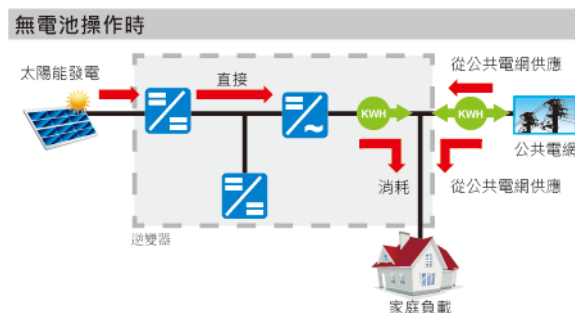 無電池操作時
太陽能發電
直接
從公共電網供應
KWH
KWH
公共電網
消耗
從公共電網供應
逆變器
家庭負載